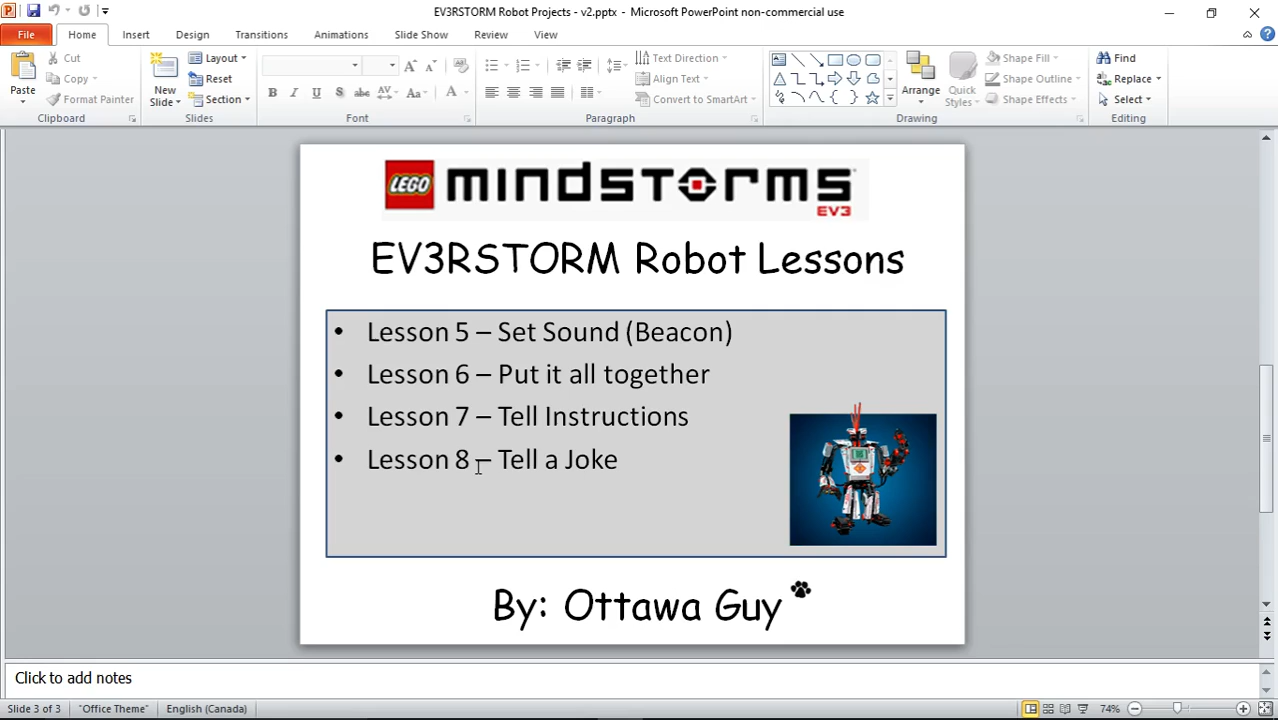 EV3RSTORM Robot Projects - v2.pptx - Microsoft PowerPoint non-commercial use
File Home Insert Design Transitions Animations Slide Show Review View
Paste
Cut
Copy
Format Painter
Clipboard
New Slide
Layout
Reset
Section
Slides
Font
Text Direction
Align Text
Convert to SmartArt
Paragraph
Arrange
Quick Styles
Shape Fill
Shape Outline
Shape Effects
Drawing
Find
Replace
Select
Editing
LEGO mindstorms
EV3
EV3RSTORM Robot Lessons
• Lesson 5 – Set Sound (Beacon)
• Lesson 6 – Put it all together
• Lesson 7 – Tell Instructions
• Lesson 8 – Tell a Joke
By: Ottawa Guy
Click to add notes
Slide 3 of 3 "Office Theme" English (Canada) 74%